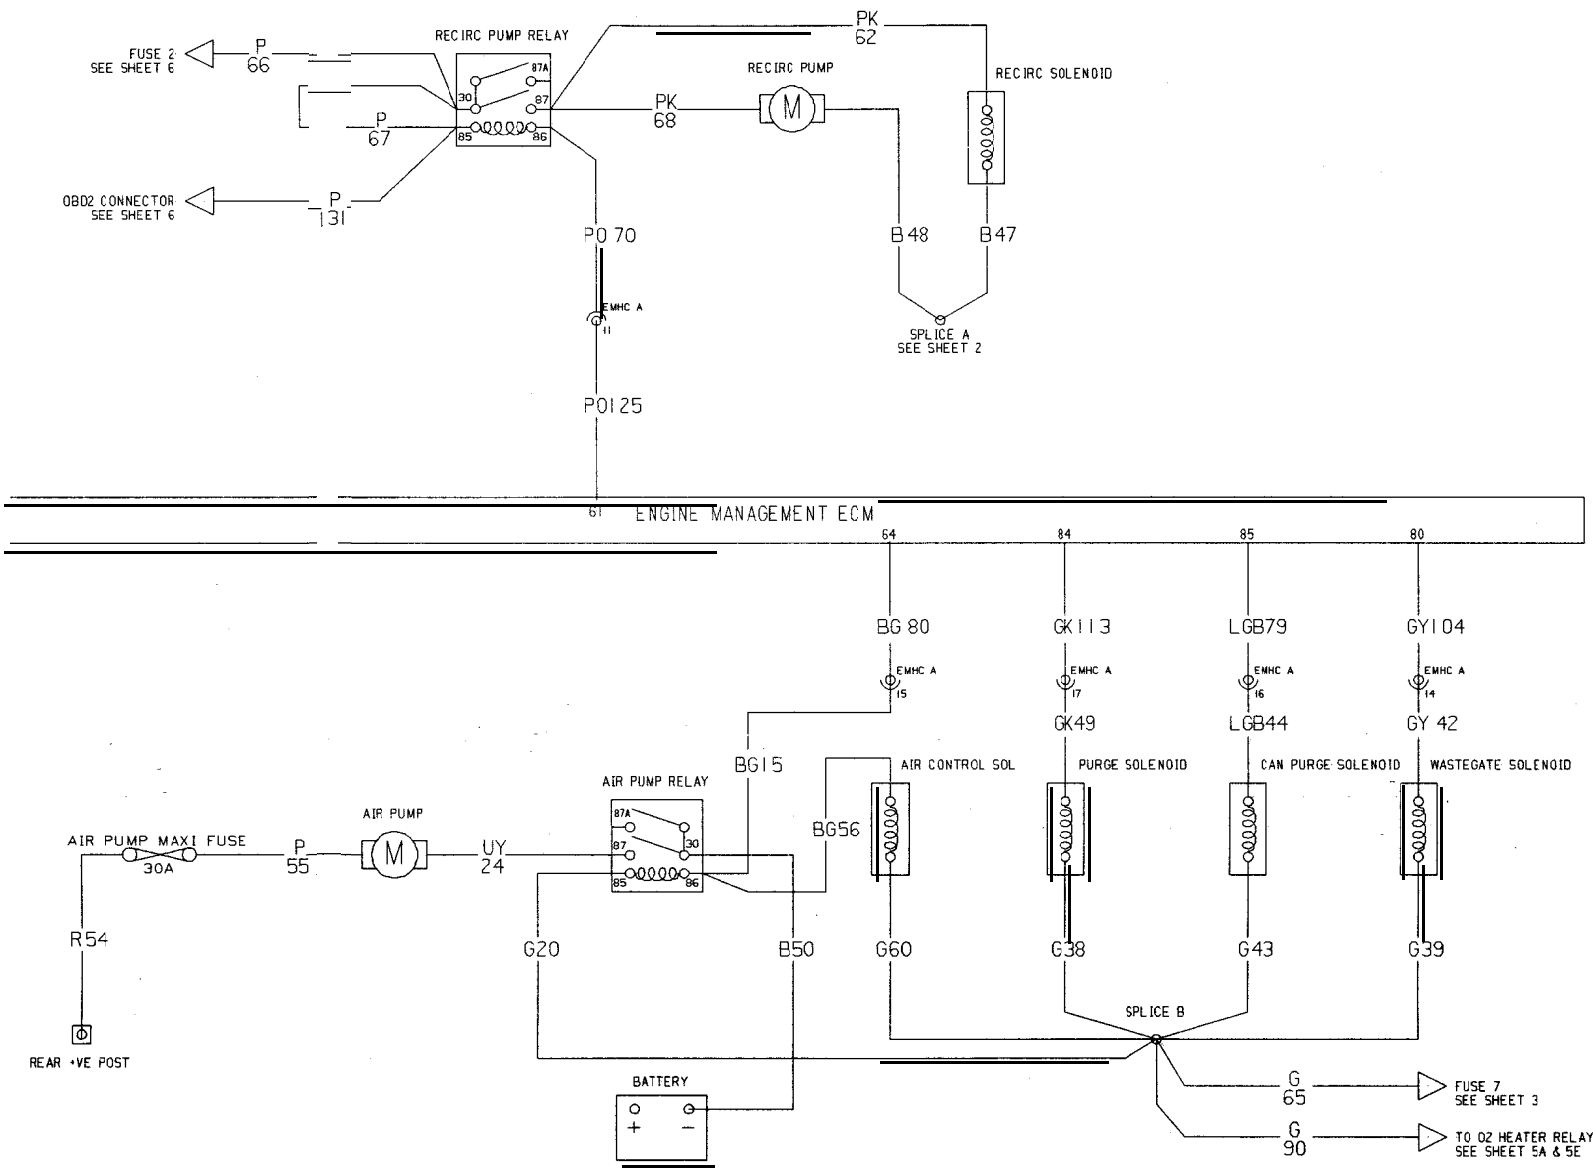 PK
62
RECIRC PUMP RELAY
P
66
FUSE 2
SEE SHEET 6
87A
30
87
85
86
P
67
RECIRC PUMP
M
PK
68
RECIRC SOLENOID
OBD2 CONNECTOR
SEE SHEET 6
P
131
PO 70
B48
B47
EMHC A
11
SPLICE A
SEE SHEET 2
PO125
61
ENGINE MANAGEMENT ECM
64
84
85
80
BG 80
GK113
LGB79
GY104
EMHC A
15
EMHC A
17
EMHC A
16
EMHC A
14
GK49
LGB44
GY 42
BG15
AIR CONTROL SOL
PURGE SOLENOID
CAN PURGE SOLENOID
WASTEGATE SOLENOID
AIR PUMP RELAY
87A
87
30
85
86
BG56
AIR PUMP
M
AIR PUMP MAXI FUSE
30A
P
55
UY
24
R54
G20
B50
G60
G38
G43
G39
SPLICE B
REAR +VE POST
BATTERY
+
−
G
65
FUSE 7
SEE SHEET 3
G
90
TO O2 HEATER RELAY
SEE SHEET 5A & 5E